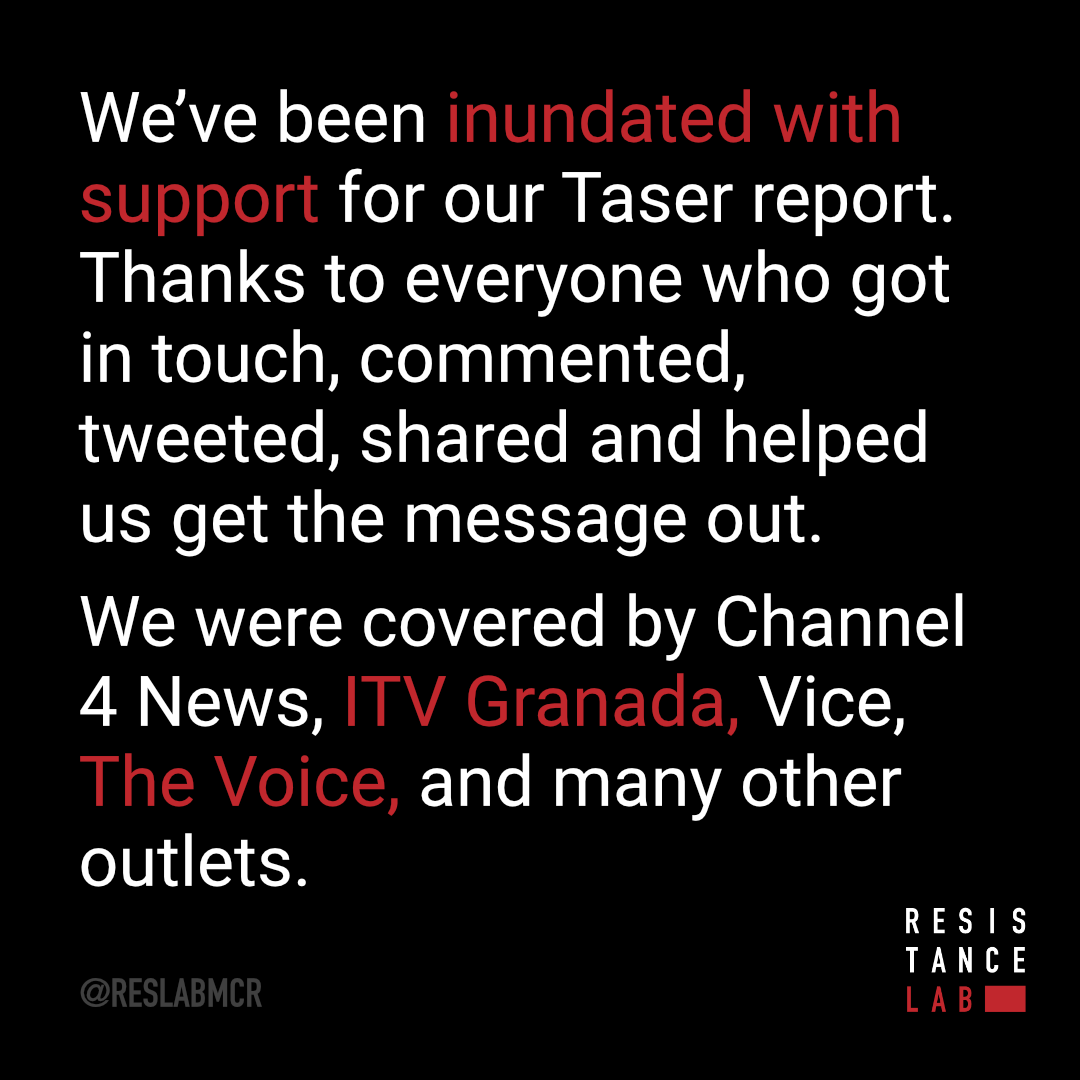 We’ve been inundated with
support for our Taser report.
Thanks to everyone who got
in touch, commented,
tweeted, shared and helped
us get the message out.
We were covered by Channel
4 News, ITV Granada, Vice,
The Voice, and many other
outlets.
@RESLABMCR
RESIS
TANCE
LAB